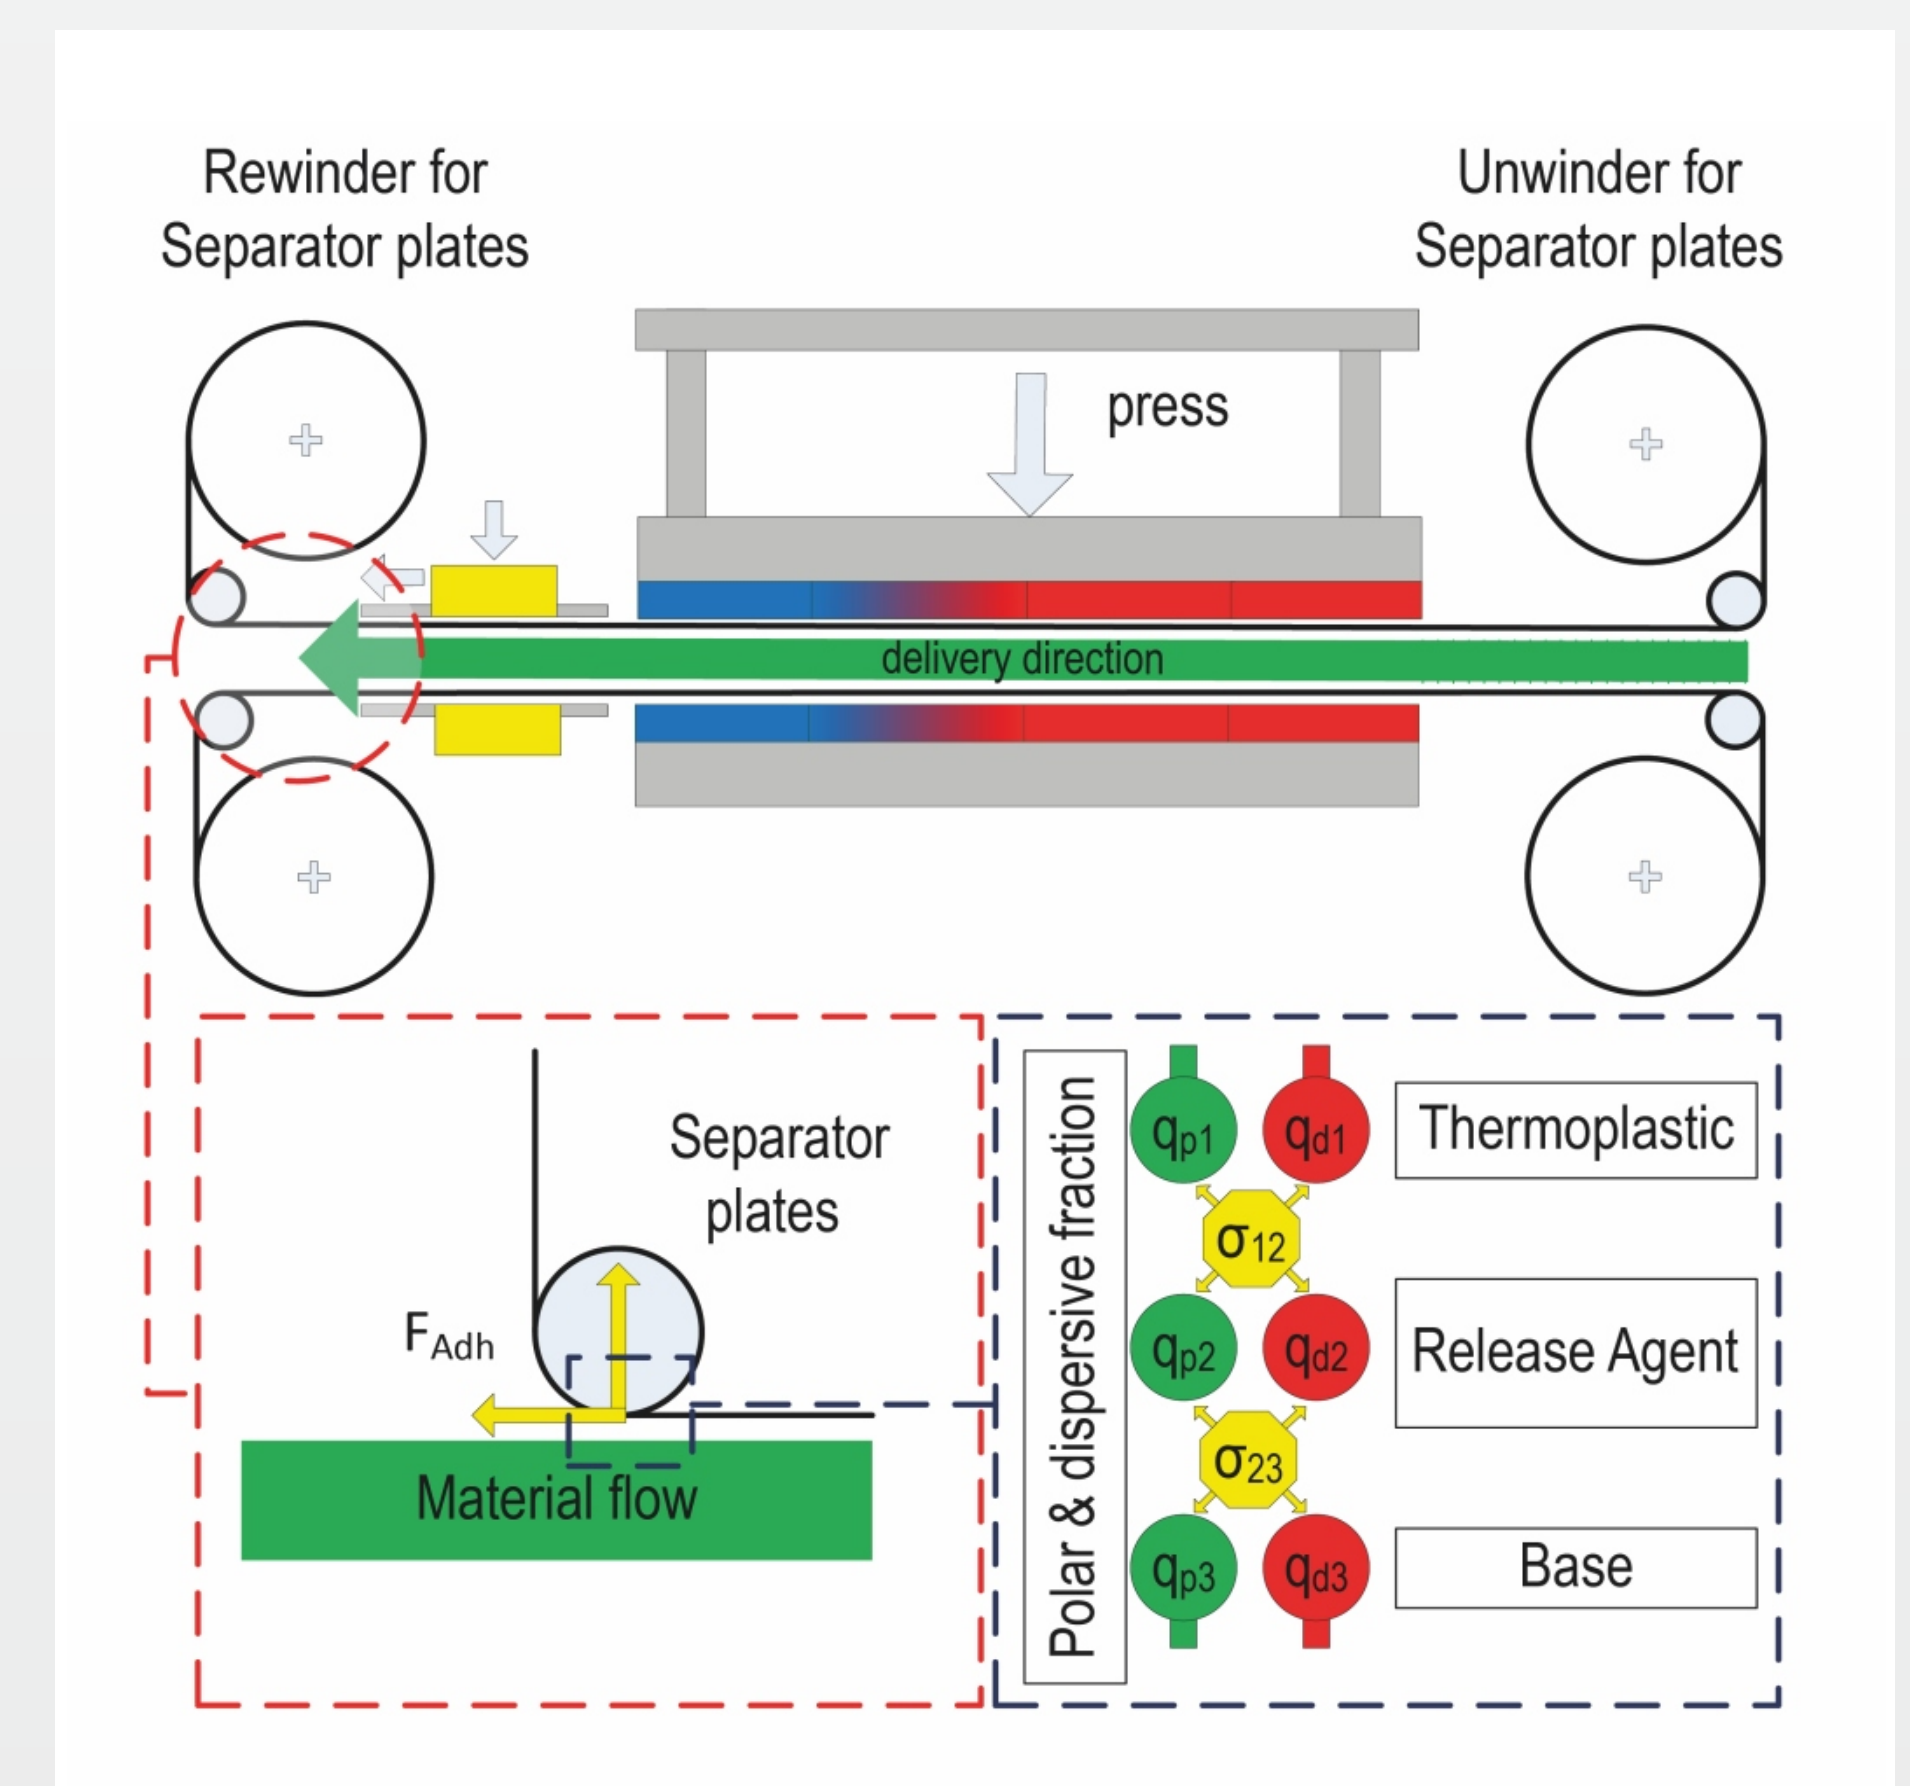 Rewinder for
Separator plates
Unwinder for
Separator plates
press
delivery direction
Separator
plates
F_Adh
Material flow
Polar & dispersive fraction
qp1
qd1
Thermoplastic
σ12
qp2
qd2
Release Agent
σ23
qp3
qd3
Base